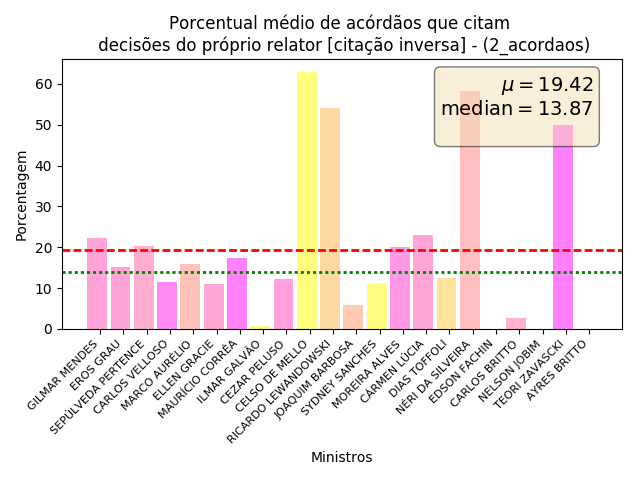 Porcentual médio de acórdãos que citam
decisões do próprio relator [citação inversa] - (2_acordaos)
μ = 19.42
median = 13.87
Porcentagem
60
50
40
30
20
10
0
GILMAR MENDES
EROS GRAU
SEPÚLVEDA PERTENCE
CARLOS VELLOSO
MARCO AURÉLIO
ELLEN GRACIE
MAURÍCIO CORRÊA
ILMAR GALVÃO
CEZAR PELUSO
CELSO DE MELLO
RICARDO LEWANDOWSKI
JOAQUIM BARBOSA
SYDNEY SANCHES
MOREIRA ALVES
CÁRMEN LÚCIA
DIAS TOFFOLI
NÉRI DA SILVEIRA
EDSON FACHIN
CARLOS BRITTO
NELSON JOBIM
TEORI ZAVASCKI
AYRES BRITTO
Ministros